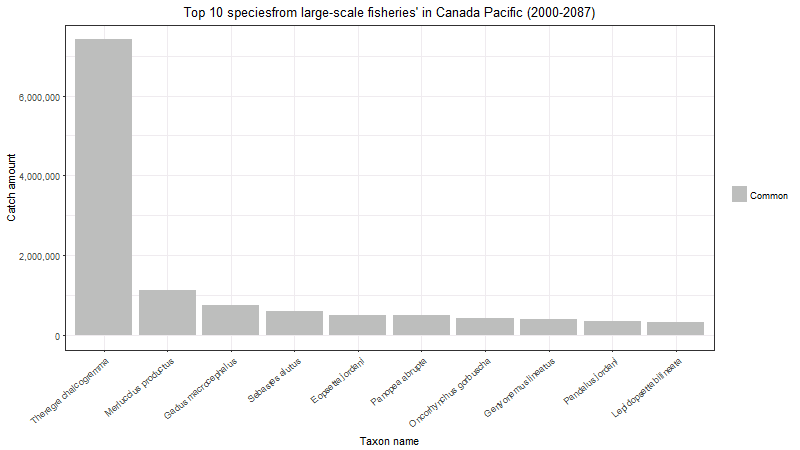 Top 10 speciesfrom large-scale fisheries' in Canada Pacific (2000-2087)
Catch amount
6,000,000
4,000,000
2,000,000
0
Theragra chalcogramma
Merluccius productus
Gadus macrocephalus
Sebastes alutus
Eopsetta jordani
Panopea abrupta
Oncorhynchus gorbuscha
Genyonemus lineatus
Pandalus jordani
Lepidopsetta bilineata
Taxon name
Common